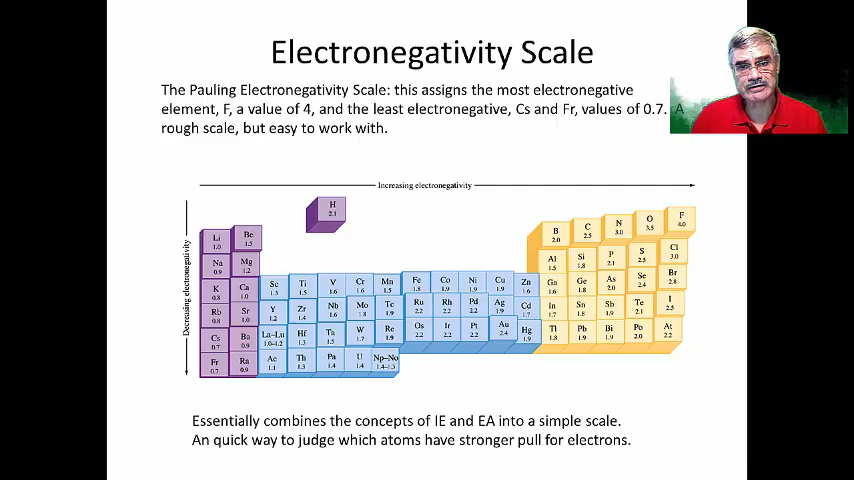 Electronegativity Scale
The Pauling Electronegativity Scale: this assigns the most electronegative
element, F, a value of 4, and the least electronegative, Cs and Fr, values of 0.7. A
rough scale, but easy to work with.
Increasing electronegativity
Decreasing electronegativity
H
2.1
Li Be B C N O F
1.0 1.5 2.0 2.5 3.0 3.5 4.0
Na Mg Al Si P S Cl
0.9 1.2 1.5 1.8 2.1 2.5 3.0
K Ca Sc Ti V Cr Mn Fe Co Ni Cu Zn Ga Ge As Se Br
0.8 1.0 1.3 1.5 1.6 1.6 1.5 1.8 1.9 1.9 1.9 1.6 1.6 1.8 2.0 2.4 2.8
Rb Sr Y Zr Nb Mo Tc Ru Rh Pd Ag Cd In Sn Sb Te I
0.8 1.0 1.2 1.4 1.6 1.8 1.9 2.2 2.2 2.2 1.9 1.7 1.7 1.8 1.9 2.1 2.5
Cs Ba La–Lu Hf Ta W Re Os Ir Pt Au Hg Tl Pb Bi Po At
0.7 0.9 1.0–1.2 1.3 1.5 1.7 1.9 2.2 2.2 2.2 2.4 1.9 1.8 1.9 1.9 2.0 2.2
Fr Ra Ac Th Pa U Np–No
0.7 0.9 1.1 1.3 1.4 1.4 1.4–1.3
Essentially combines the concepts of IE and EA into a simple scale.
An quick way to judge which atoms have stronger pull for electrons.